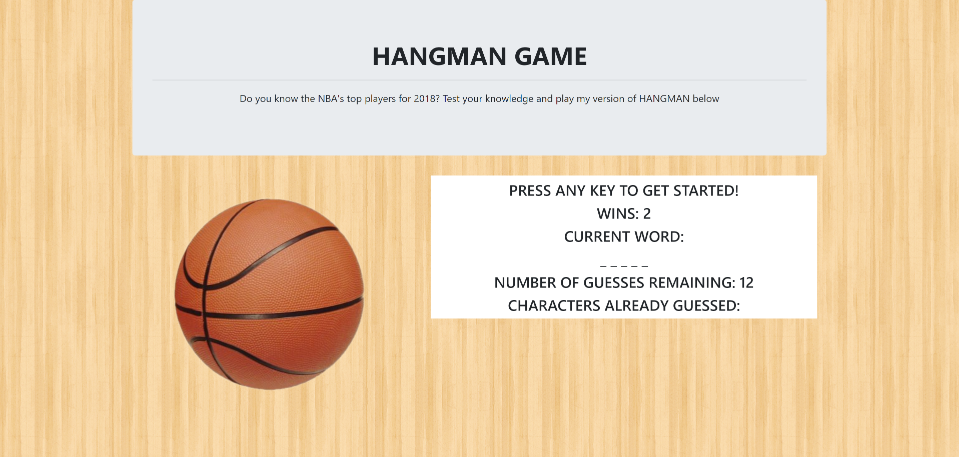 HANGMAN GAME
Do you know the NBA's top players for 2018? Test your knowledge and play my version of HANGMAN below
PRESS ANY KEY TO GET STARTED!
WINS: 2
CURRENT WORD:
_ _ _ _ _
NUMBER OF GUESSES REMAINING: 12
CHARACTERS ALREADY GUESSED: